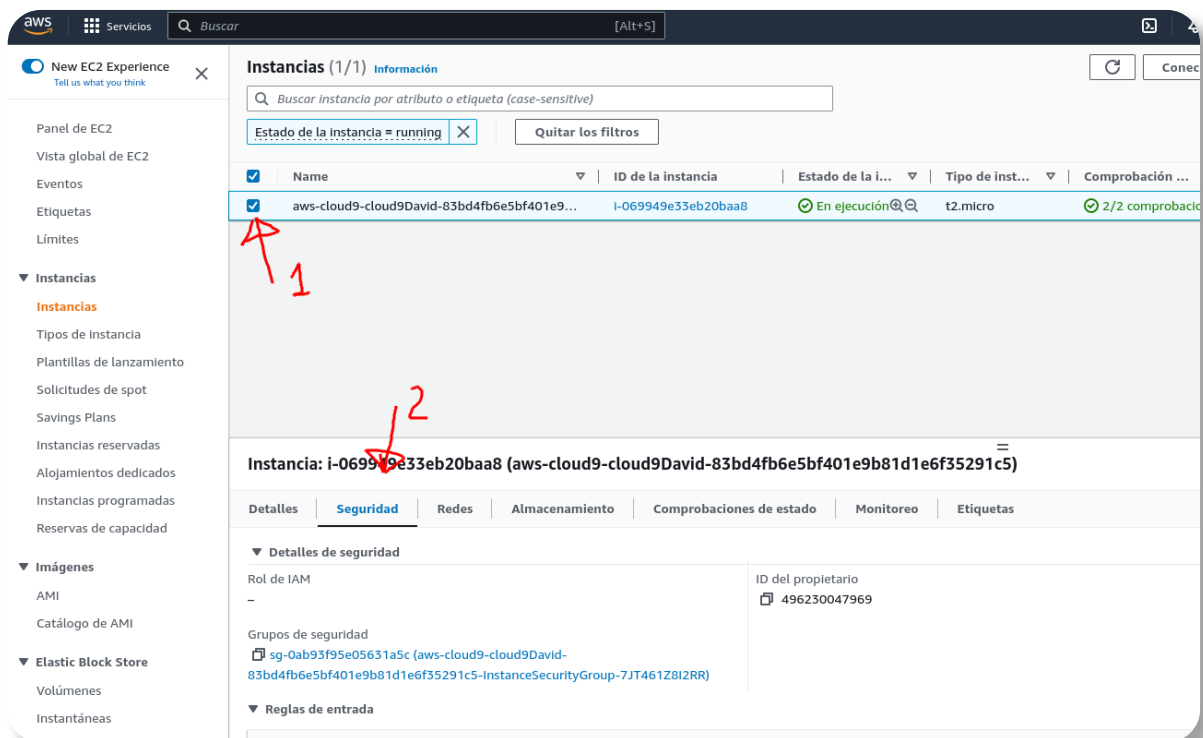 aws
Servicios
Buscar
[Alt+S]
New EC2 Experience
Tell us what you think
Panel de EC2
Vista global de EC2
Eventos
Etiquetas
Límites
Instancias
Instancias
Tipos de instancia
Plantillas de lanzamiento
Solicitudes de spot
Savings Plans
Instancias reservadas
Alojamientos dedicados
Instancias programadas
Reservas de capacidad
Imágenes
AMI
Catálogo de AMI
Elastic Block Store
Volúmenes
Instantáneas
Instancias (1/1) Información
Conec
Buscar instancia por atributo o etiqueta (case-sensitive)
Estado de la instancia = running
Quitar los filtros
Name
ID de la instancia
Estado de la i...
Tipo de inst...
Comprobación ...
aws-cloud9-cloud9David-83bd4fb6e5bf401e9...
i-069949e33eb20baa8
En ejecución
t2.micro
2/2 comprobacio
1
2
Instancia: i-069949e33eb20baa8 (aws-cloud9-cloud9David-83bd4fb6e5bf401e9b81d1e6f35291c5)
Detalles
Seguridad
Redes
Almacenamiento
Comprobaciones de estado
Monitoreo
Etiquetas
Detalles de seguridad
Rol de IAM
–
ID del propietario
496230047969
Grupos de seguridad
sg-0ab93f95e05631a5c (aws-cloud9-cloud9David-
83bd4fb6e5bf401e9b81d1e6f35291c5-InstanceSecurityGroup-7JT461Z8I2RR)
Reglas de entrada